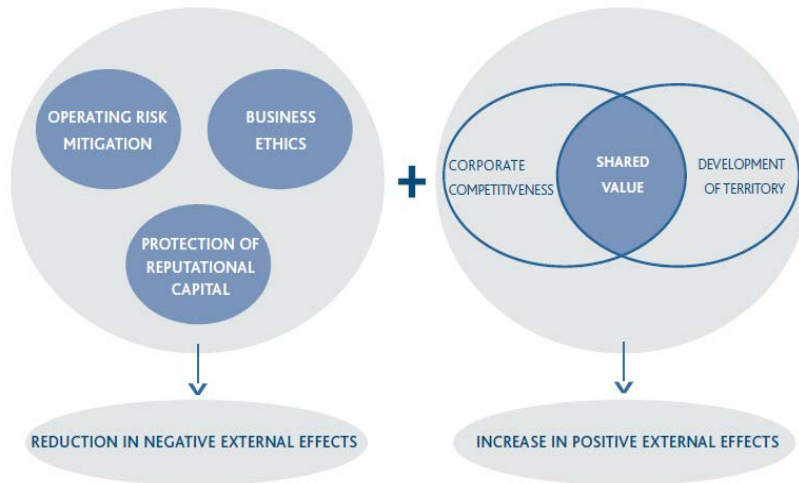 OPERATING RISK
MITIGATION
BUSINESS
ETHICS
PROTECTION OF
REPUTATIONAL
CAPITAL
+
CORPORATE
COMPETITIVENESS
SHARED
VALUE
DEVELOPMENT
OF TERRITORY
REDUCTION IN NEGATIVE EXTERNAL EFFECTS
INCREASE IN POSITIVE EXTERNAL EFFECTS